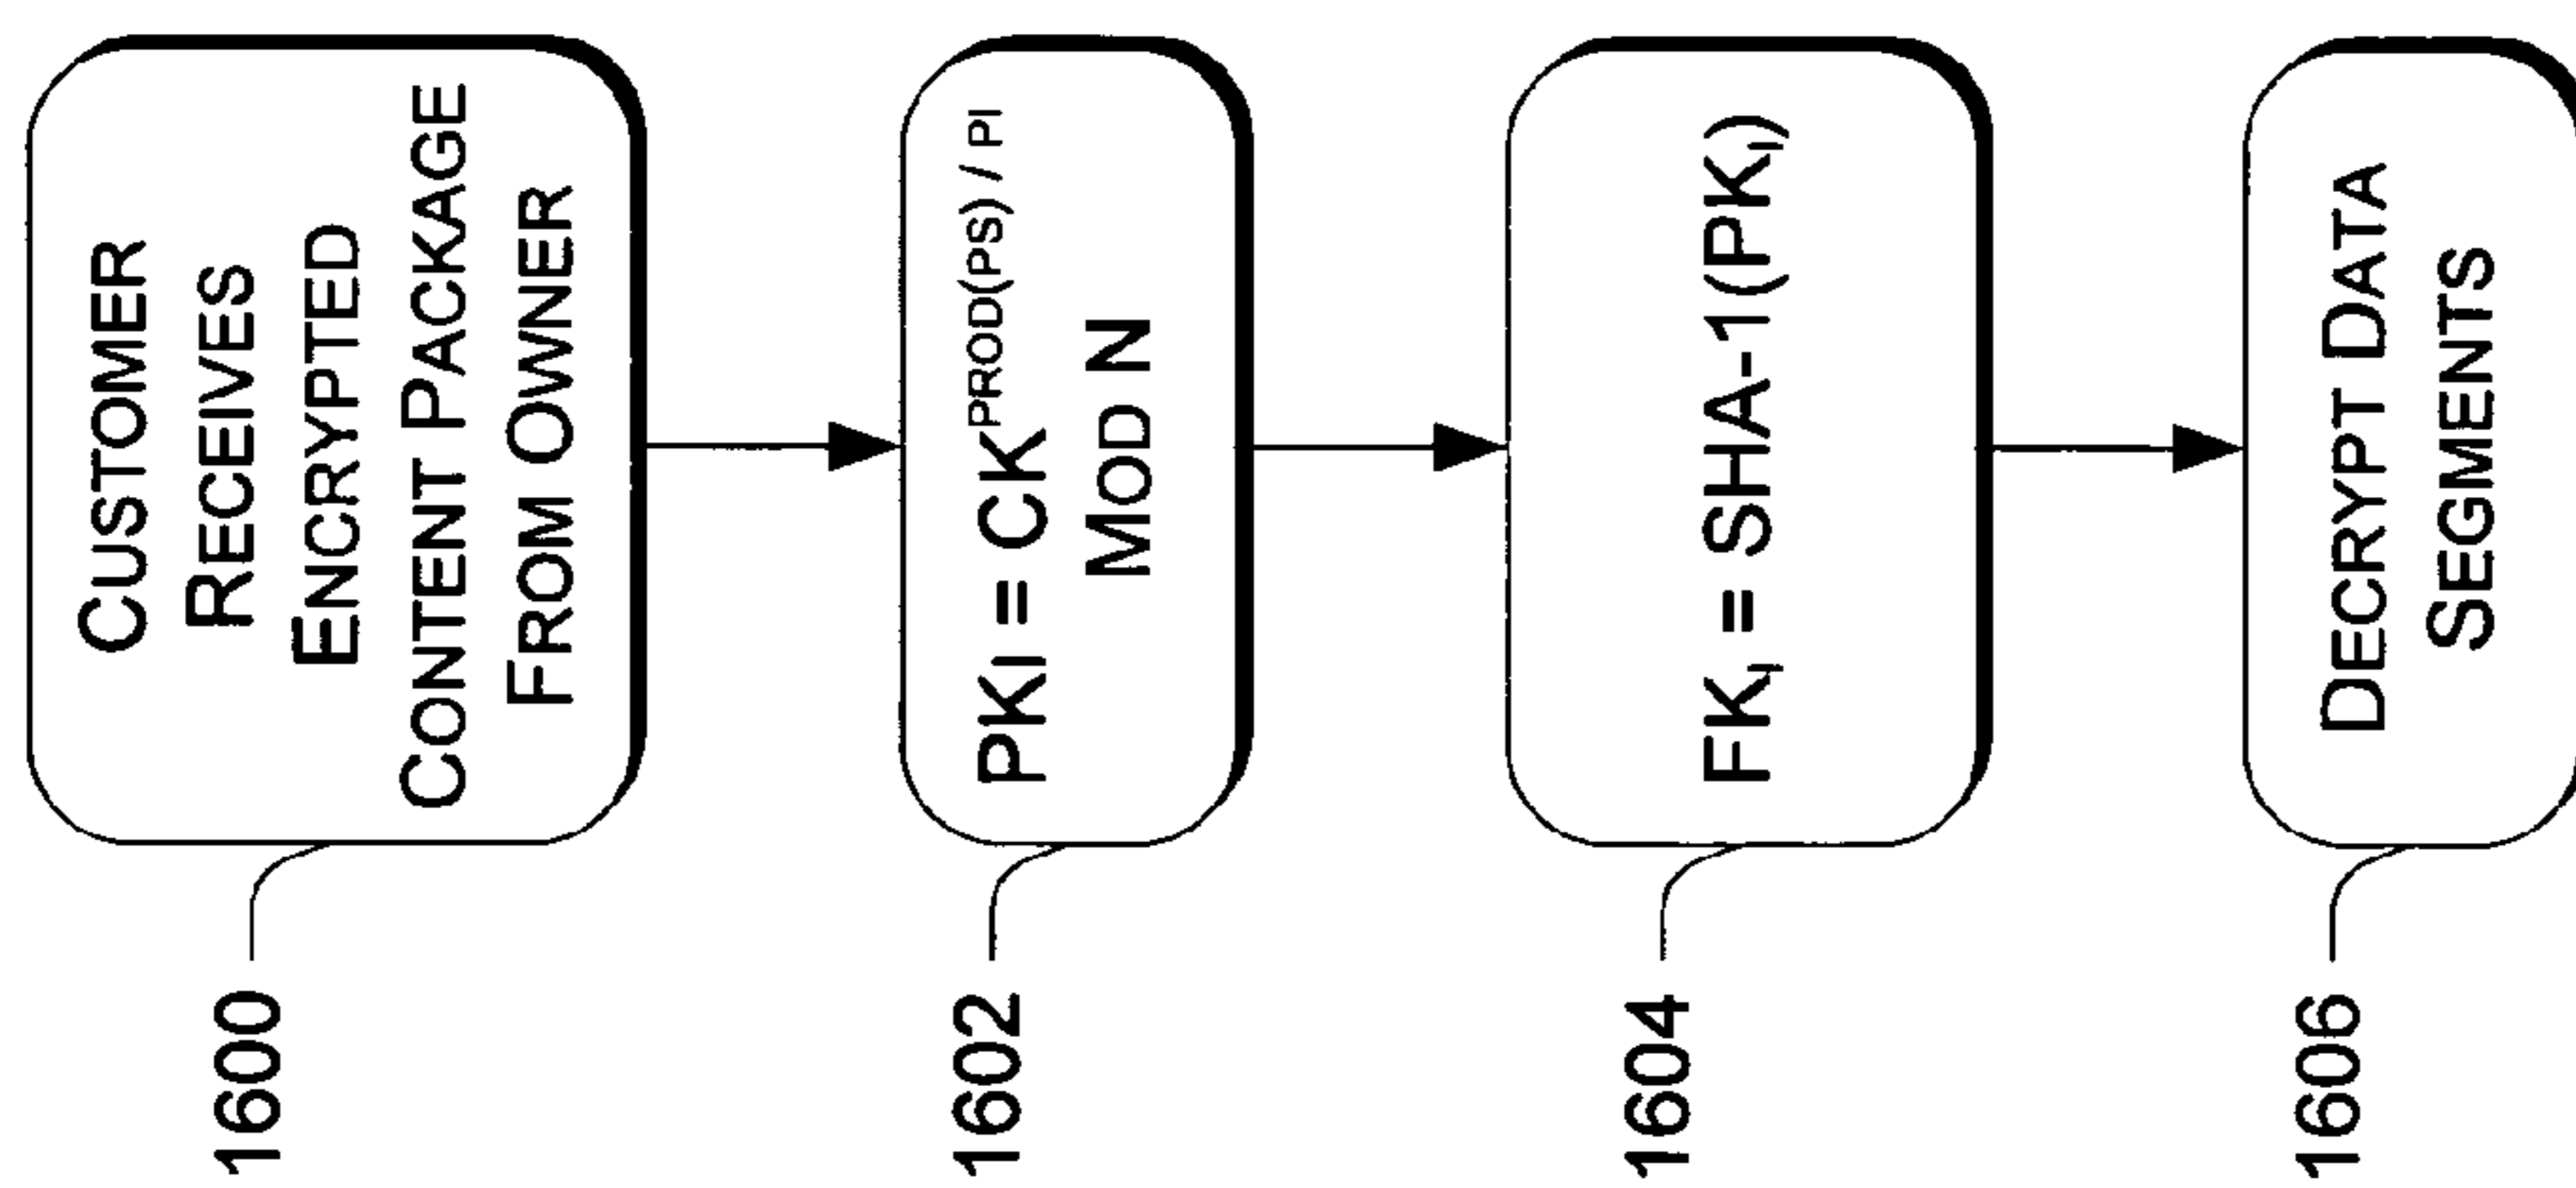 CUSTOMER
RECEIVES
ENCRYPTED
CONTENT PACKAGE
FROM OWNER
1600
PKI = CK^PROD(PS) / PI
MOD N
1602
FKI = SHA-1(PKI)
1604
DECRYPT DATA
SEGMENTS
1606